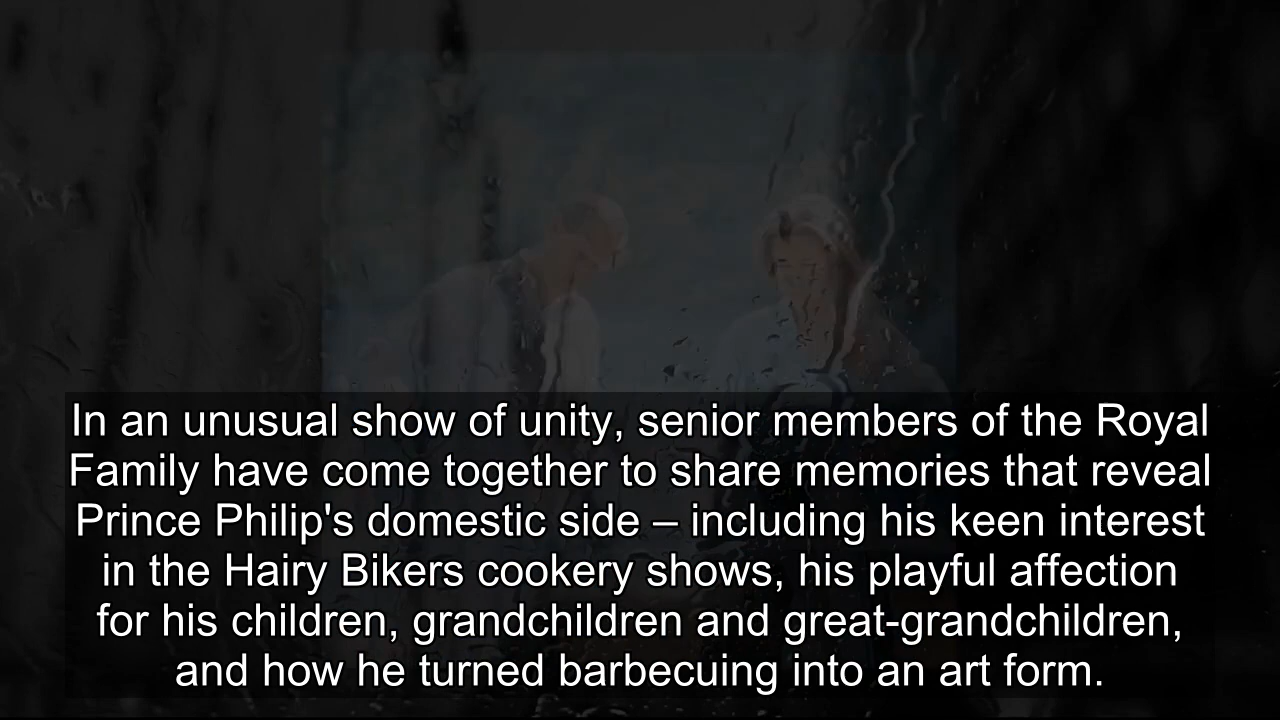 In an unusual show of unity, senior members of the Royal
Family have come together to share memories that reveal
Prince Philip's domestic side – including his keen interest
in the Hairy Bikers cookery shows, his playful affection
for his children, grandchildren and great-grandchildren,
and how he turned barbecuing into an art form.